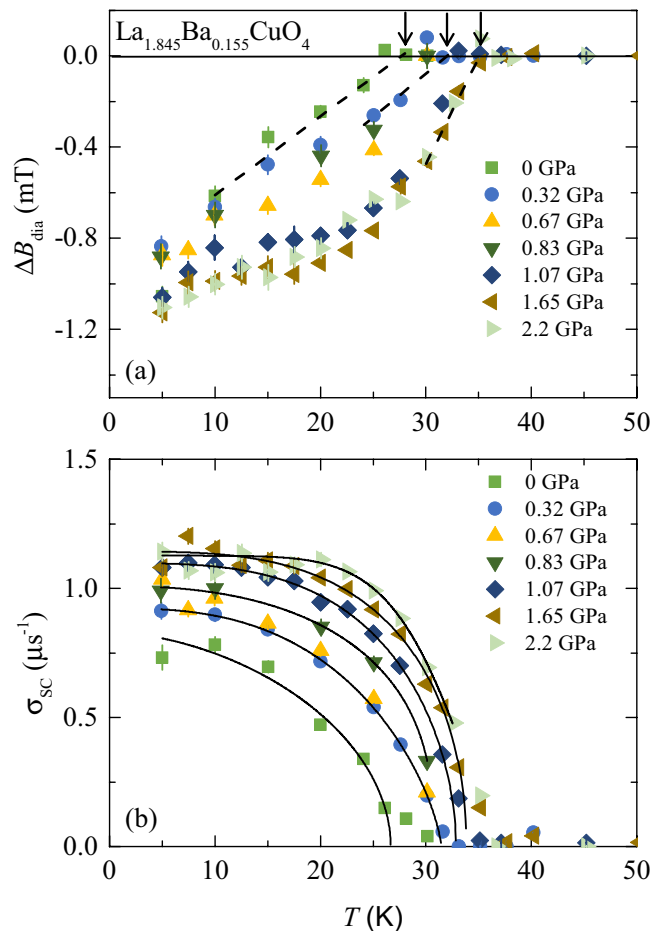 La1.845Ba0.155CuO4
0.0
-0.4
-0.8
-1.2
ΔBdia (mT)
0 GPa
0.32 GPa
0.67 GPa
0.83 GPa
1.07 GPa
1.65 GPa
2.2 GPa
(a)
0 10 20 30 40 50
1.5
1.0
0.5
0.0
σSC (μs-1)
0 GPa
0.32 GPa
0.67 GPa
0.83 GPa
1.07 GPa
1.65 GPa
2.2 GPa
(b)
0 10 20 30 40 50
T (K)